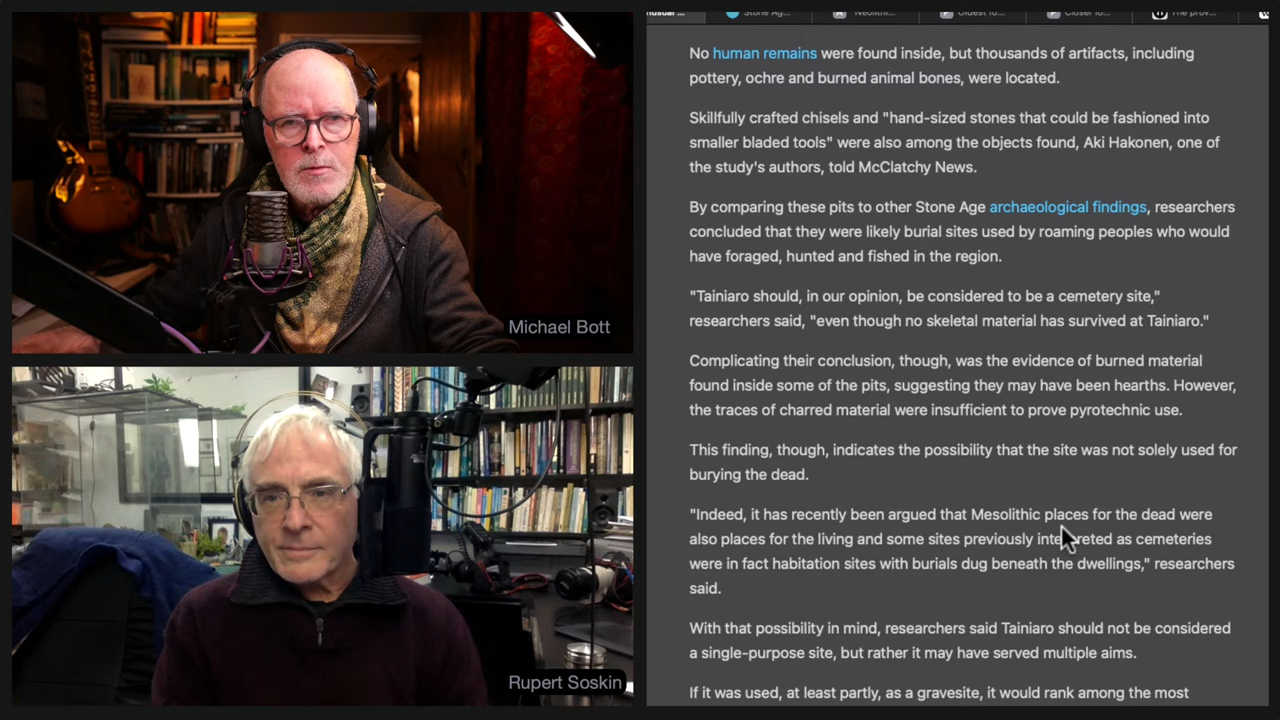 Michael Bott
Rupert Soskin
Stone Ag...
Neolithi...
Oldest fo...
Closer lo...
The prov...
No human remains were found inside, but thousands of artifacts, including
pottery, ochre and burned animal bones, were located.
Skillfully crafted chisels and "hand-sized stones that could be fashioned into
smaller bladed tools" were also among the objects found, Aki Hakonen, one of
the study's authors, told McClatchy News.
By comparing these pits to other Stone Age archaeological findings, researchers
concluded that they were likely burial sites used by roaming peoples who would
have foraged, hunted and fished in the region.
"Tainiaro should, in our opinion, be considered to be a cemetery site,"
researchers said, "even though no skeletal material has survived at Tainiaro."
Complicating their conclusion, though, was the evidence of burned material
found inside some of the pits, suggesting they may have been hearths. However,
the traces of charred material were insufficient to prove pyrotechnic use.
This finding, though, indicates the possibility that the site was not solely used for
burying the dead.
"Indeed, it has recently been argued that Mesolithic places for the dead were
also places for the living and some sites previously interpreted as cemeteries
were in fact habitation sites with burials dug beneath the dwellings," researchers
said.
With that possibility in mind, researchers said Tainiaro should not be considered
a single-purpose site, but rather it may have served multiple aims.
If it was used, at least partly, as a gravesite, it would rank among the most